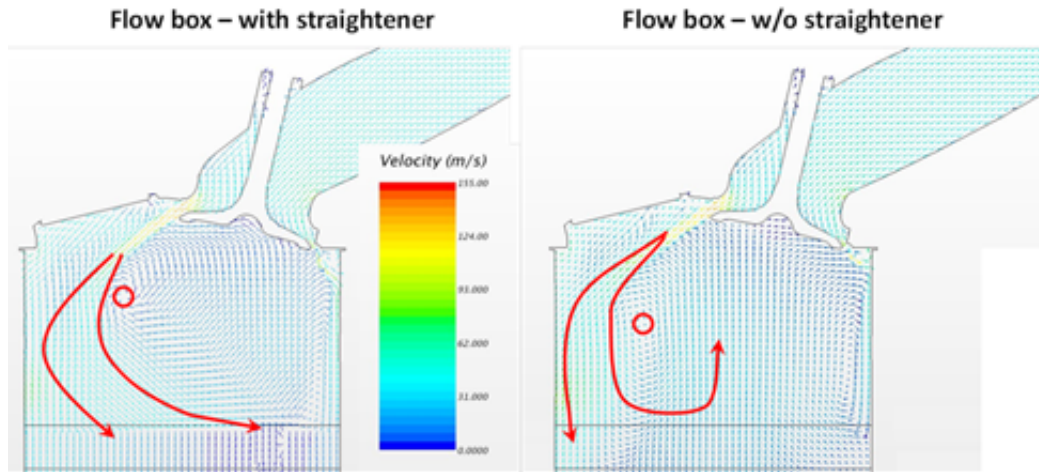 Flow box – with straightener
Flow box – w/o straightener
Velocity (m/s)
155.00
124.00
93.000
62.000
31.000
0.0000